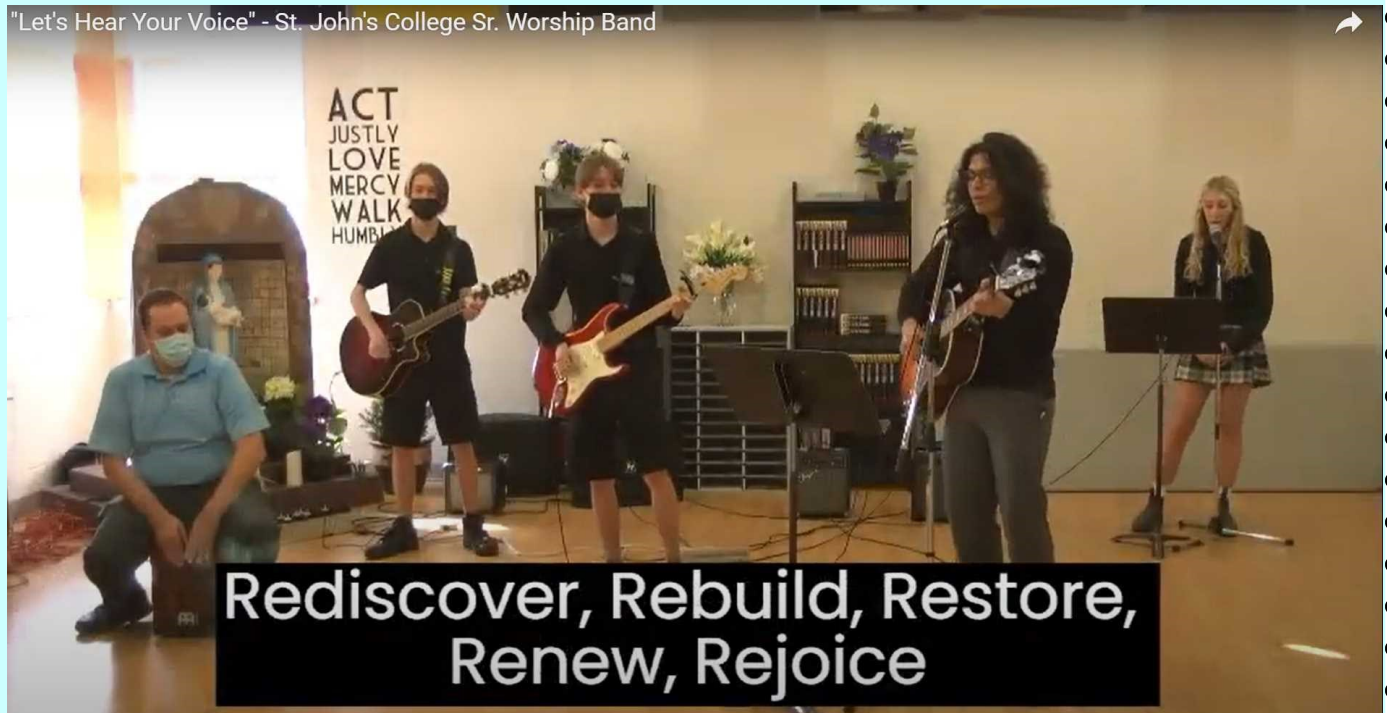 "Let's Hear Your Voice" - St. John's College Sr. Worship Band
ACT
JUSTLY
LOVE
MERCY
WALK
HUMBLY
Rediscover, Rebuild, Restore,
Renew, Rejoice